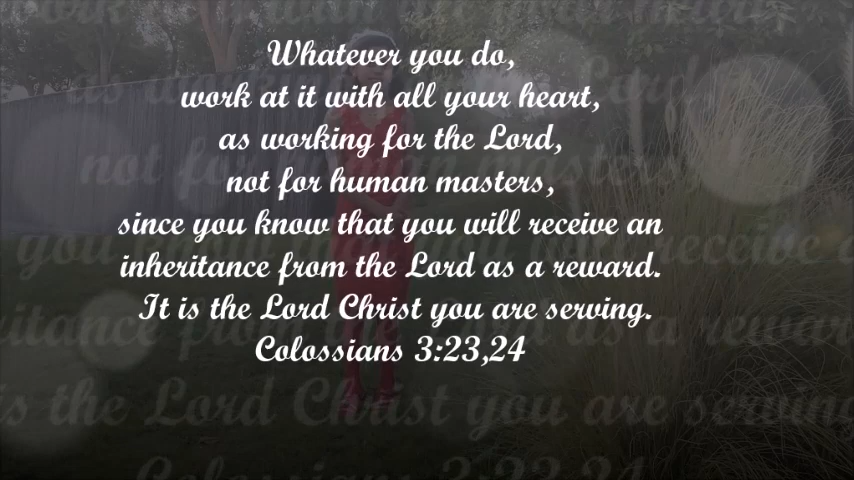 Whatever you do,
work at it with all your heart,
as working for the Lord,
not for human masters,
since you know that you will receive an
inheritance from the Lord as a reward.
It is the Lord Christ you are serving.
Colossians 3:23,24